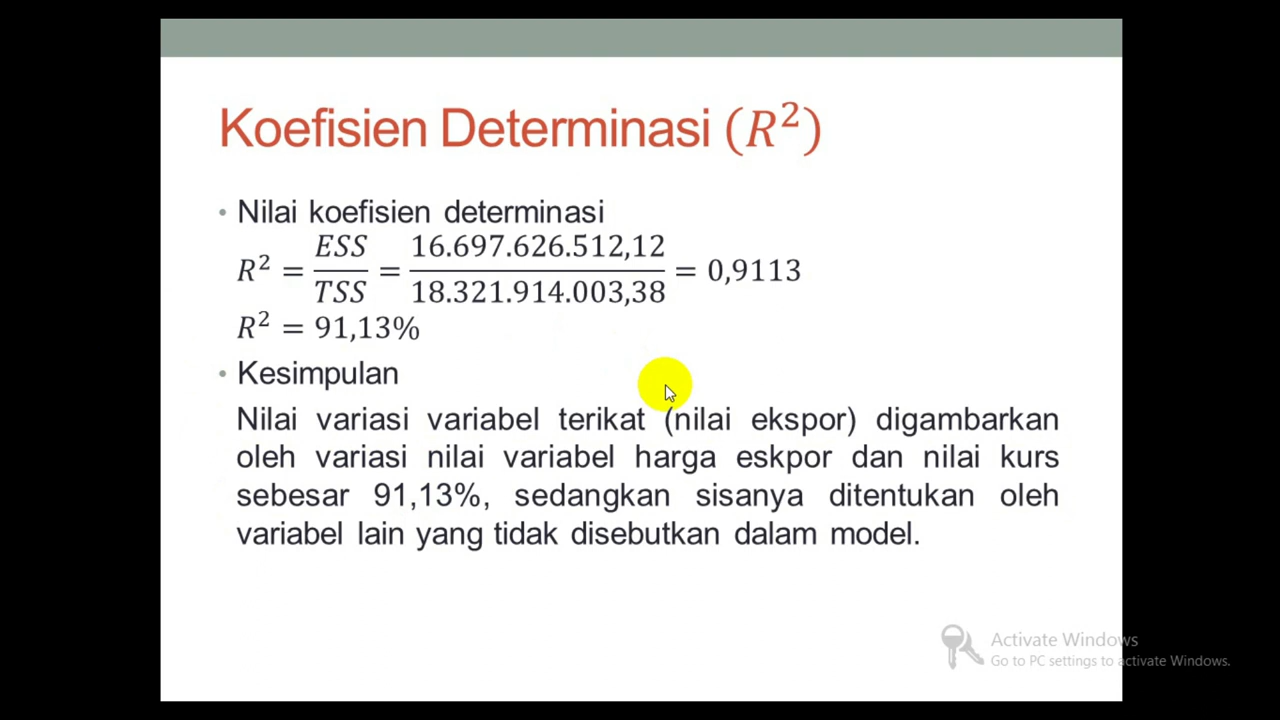 Koefisien Determinasi (R²)
• Nilai koefisien determinasi
R² = ESS/TSS = 16.697.626.512,12/18.321.914.003,38 = 0,9113
R² = 91,13%
• Kesimpulan
Nilai variasi variabel terikat (nilai ekspor) digambarkan
oleh variasi nilai variabel harga eskpor dan nilai kurs
sebesar 91,13%, sedangkan sisanya ditentukan oleh
variabel lain yang tidak disebutkan dalam model.
Activate Windows
Go to PC settings to activate Windows.